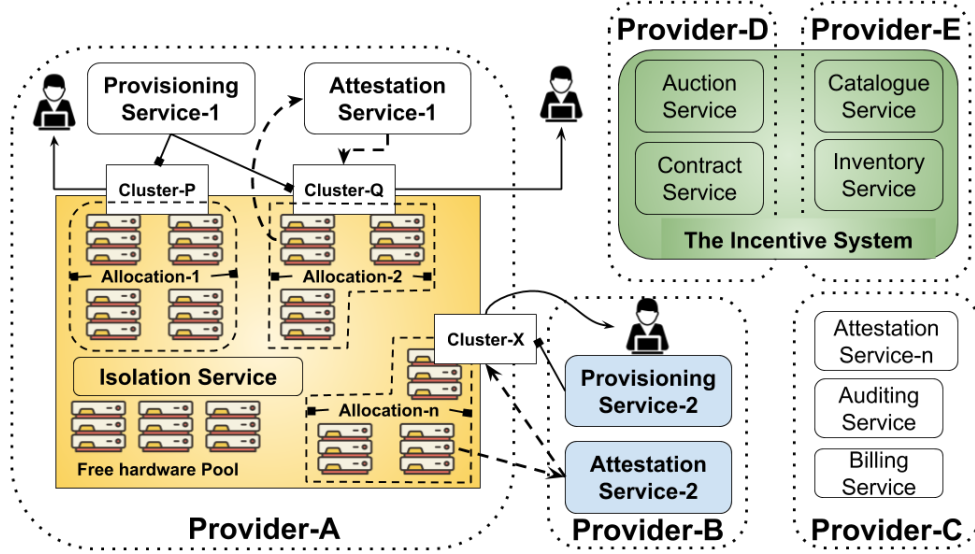 Provider-D
Provider-E
Provisioning
Service-1
Attestation
Service-1
Auction
Service
Catalogue
Service
Contract
Service
Inventory
Service
The Incentive System
Cluster-P
Cluster-Q
Allocation-1
Allocation-2
Cluster-X
Isolation Service
Allocation-n
Free hardware Pool
Provider-A
Provisioning
Service-2
Attestation
Service-2
Provider-B
Attestation
Service-n
Auditing
Service
Billing
Service
Provider-C